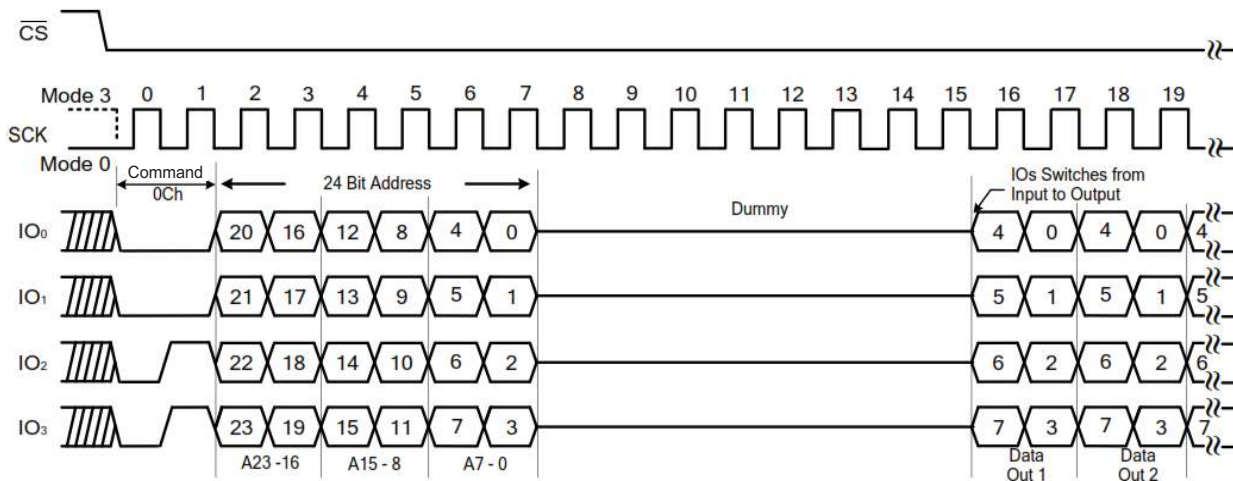 CS
Mode 3 0 1 2 3 4 5 6 7 8 9 10 11 12 13 14 15 16 17 18 19
SCK
Mode 0
Command
0Ch
24 Bit Address
Dummy
IOs Switches from
Input to Output
IO0 20 16 12 8 4 0 4 0 4 0 4
IO1 21 17 13 9 5 1 5 1 5 1 5
IO2 22 18 14 10 6 2 6 2 6 2 6
IO3 23 19 15 11 7 3 7 3 7 3 7
A23 -16 A15 - 8 A7 - 0
Data
Out 1
Data
Out 2